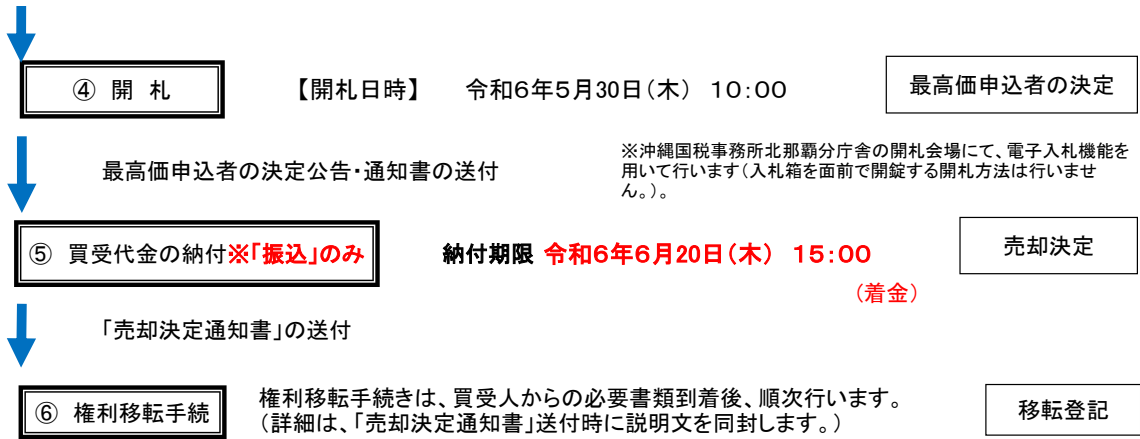 ④ 開 札
【開札日時】 令和6年5月30日(木) 10:00
最高価申込者の決定
最高価申込者の決定公告・通知書の送付
※沖縄国税事務所北那覇分庁舎の開札会場にて、電子入札機能を
用いて行います(入札箱を面前で開錠する開札方法は行いませ
ん。)。
⑤ 買受代金の納付※「振込」のみ
納付期限 令和6年6月20日(木) 15:00
(着金)
売却決定
「売却決定通知書」の送付
⑥ 権利移転手続
権利移転手続きは、買受人からの必要書類到着後、順次行います。
(詳細は、「売却決定通知書」送付時に説明文を同封します。)
移転登記